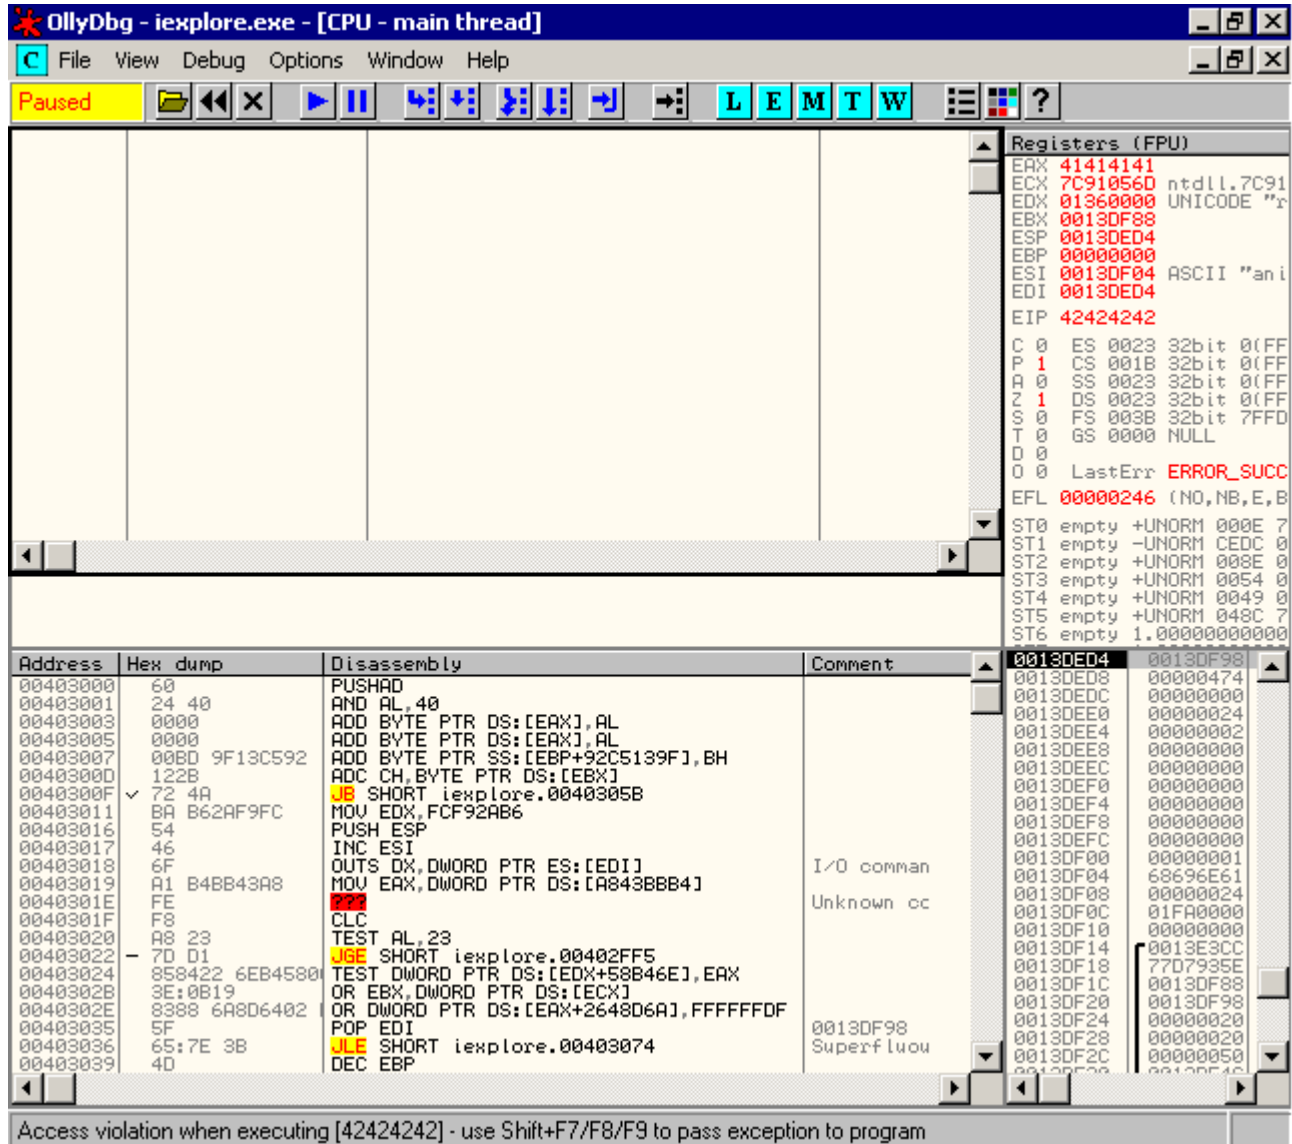 OllyDbg - iexplore.exe - [CPU - main thread]
C File View Debug Options Window Help
Paused L E M T W ?
Registers (FPU)
EAX 41414141
ECX 7C91056D ntdll.7C91
EDX 01360000 UNICODE "r
EBX 0013DF88
ESP 0013DED4
EBP 00000000
ESI 0013DF04 ASCII "ani
EDI 0013DED4
EIP 42424242
C 0 ES 0023 32bit 0(FF
P 1 CS 001B 32bit 0(FF
A 0 SS 0023 32bit 0(FF
Z 1 DS 0023 32bit 0(FF
S 0 FS 003B 32bit 7FFD
T 0 GS 0000 NULL
D 0
O 0 LastErr ERROR_SUCC
EFL 00000246 (NO,NB,E,B
ST0 empty +UNORM 000E 7
ST1 empty -UNORM CEDC 0
ST2 empty +UNORM 008E 0
ST3 empty +UNORM 0054 0
ST4 empty +UNORM 0049 0
ST5 empty +UNORM 048C 7
ST6 empty 1.00000000000
Address Hex dump Disassembly Comment
00403000 60 PUSHAD
00403001 24 40 AND AL,40
00403003 0000 ADD BYTE PTR DS:[EAX],AL
00403005 0000 ADD BYTE PTR DS:[EAX],AL
00403007 00BD 9F13C592 ADD BYTE PTR SS:[EBP+92C5139F],BH
0040300D 122B ADC CH,BYTE PTR DS:[EBX]
0040300F 72 4A JB SHORT iexplore.0040305B
00403011 BA B62AF9FC MOV EDX,FCF92AB6
00403016 54 PUSH ESP
00403017 46 INC ESI
00403018 6F OUTS DX,DWORD PTR ES:[EDI] I/O comman
00403019 A1 B4BB43A8 MOV EAX,DWORD PTR DS:[A843BBB4]
0040301E FE ??? Unknown cc
0040301F F8 CLC
00403020 A8 23 TEST AL,23
00403022 - 7D D1 JGE SHORT iexplore.00402FF5
00403024 858422 6EB4580 TEST DWORD PTR DS:[EDX+58B46E],EAX
0040302B 3E:0B19 OR EBX,DWORD PTR DS:[ECX]
0040302E 8388 6A8D6402 OR DWORD PTR DS:[EAX+2648D6A],FFFFFFDF
00403035 5F POP EDI 0013DF98
00403036 65:7E 3B JLE SHORT iexplore.00403074 Superfluou
00403039 4D DEC EBP
0013DED4 0013DF98
0013DED8 00000474
0013DEDC 00000000
0013DEE0 00000024
0013DEE4 00000002
0013DEE8 00000000
0013DEEC 00000000
0013DEF0 00000000
0013DEF4 00000000
0013DEF8 00000000
0013DEFC 00000000
0013DF00 00000001
0013DF04 68696E61
0013DF08 00000024
0013DF0C 01FA0000
0013DF10 00000000
0013DF14 0013E3CC
0013DF18 77D7935E
0013DF1C 0013DF88
0013DF20 0013DF98
0013DF24 00000020
0013DF28 00000020
0013DF2C 00000050
Access violation when executing [42424242] - use Shift+F7/F8/F9 to pass exception to program